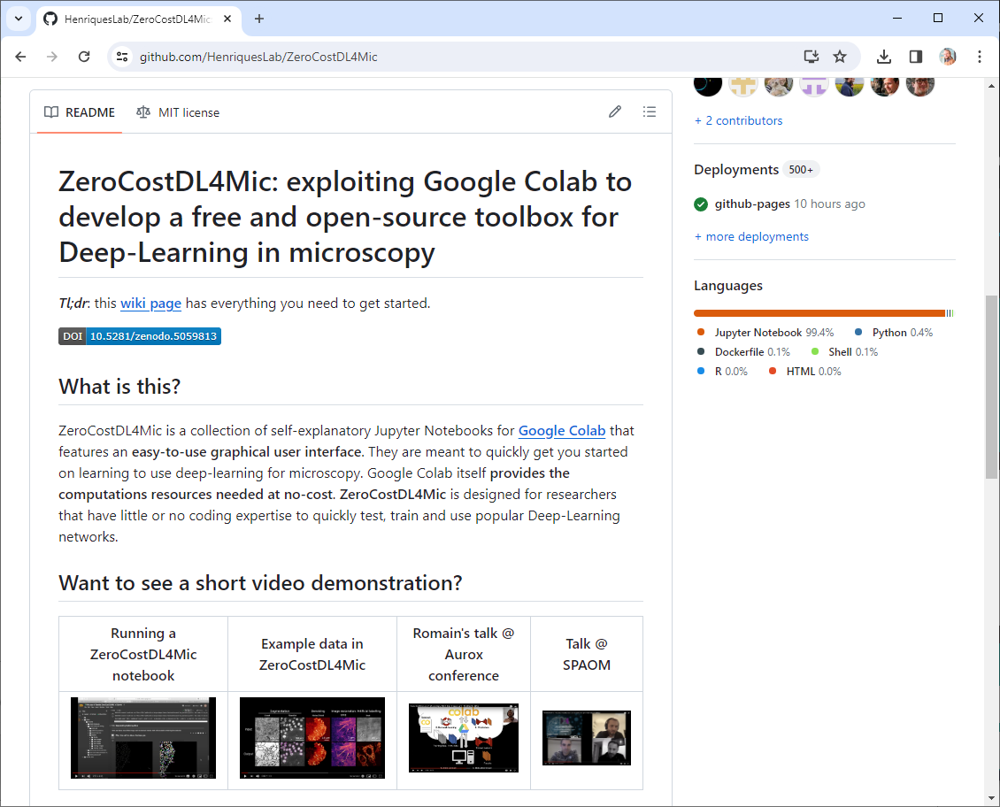 HenriquesLab/ZeroCostDL4Mic
github.com/HenriquesLab/ZeroCostDL4Mic
README
MIT license
ZeroCostDL4Mic: exploiting Google Colab to
develop a free and open-source toolbox for
Deep-Learning in microscopy
Tl;dr: this wiki page has everything you need to get started.
DOI 10.5281/zenodo.5059813
What is this?
ZeroCostDL4Mic is a collection of self-explanatory Jupyter Notebooks for Google Colab that
features an easy-to-use graphical user interface. They are meant to quickly get you started
on learning to use deep-learning for microscopy. Google Colab itself provides the
computations resources needed at no-cost. ZeroCostDL4Mic is designed for researchers
that have little or no coding expertise to quickly test, train and use popular Deep-Learning
networks.
Want to see a short video demonstration?
Running a
ZeroCostDL4Mic
notebook
Example data in
ZeroCostDL4Mic
Romain's talk @
Aurox
conference
Talk @
SPAOM
colab
+ 2 contributors
Deployments 500+
github-pages 10 hours ago
+ more deployments
Languages
Jupyter Notebook 99.4% Python 0.4%
Dockerfile 0.1% Shell 0.1%
R 0.0% HTML 0.0%